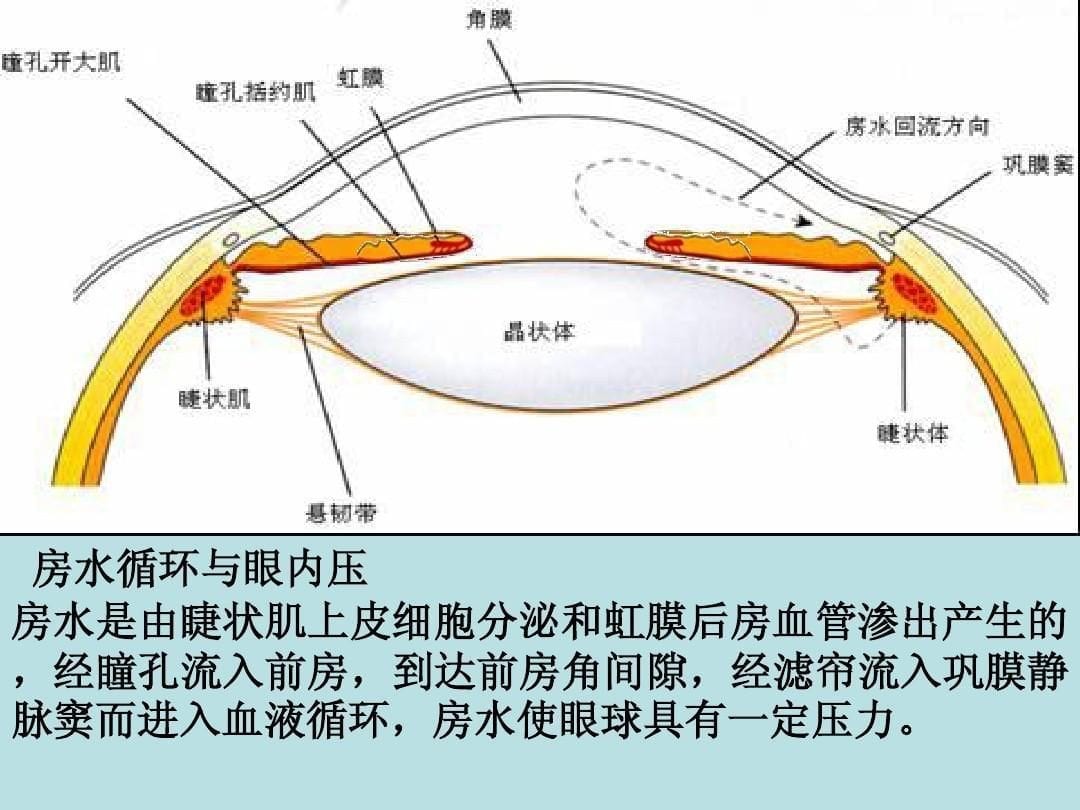 角膜
瞳孔开大肌
瞳孔括约肌
虹膜
房水回流方向
巩膜窦
晶状体
睫状肌
睫状体
悬韧带
房水循环与眼内压
房水是由睫状肌上皮细胞分泌和虹膜后房血管渗出产生的
，经瞳孔流入前房，到达前房角间隙，经滤帘流入巩膜静
脉窦而进入血液循环，房水使眼球具有一定压力。